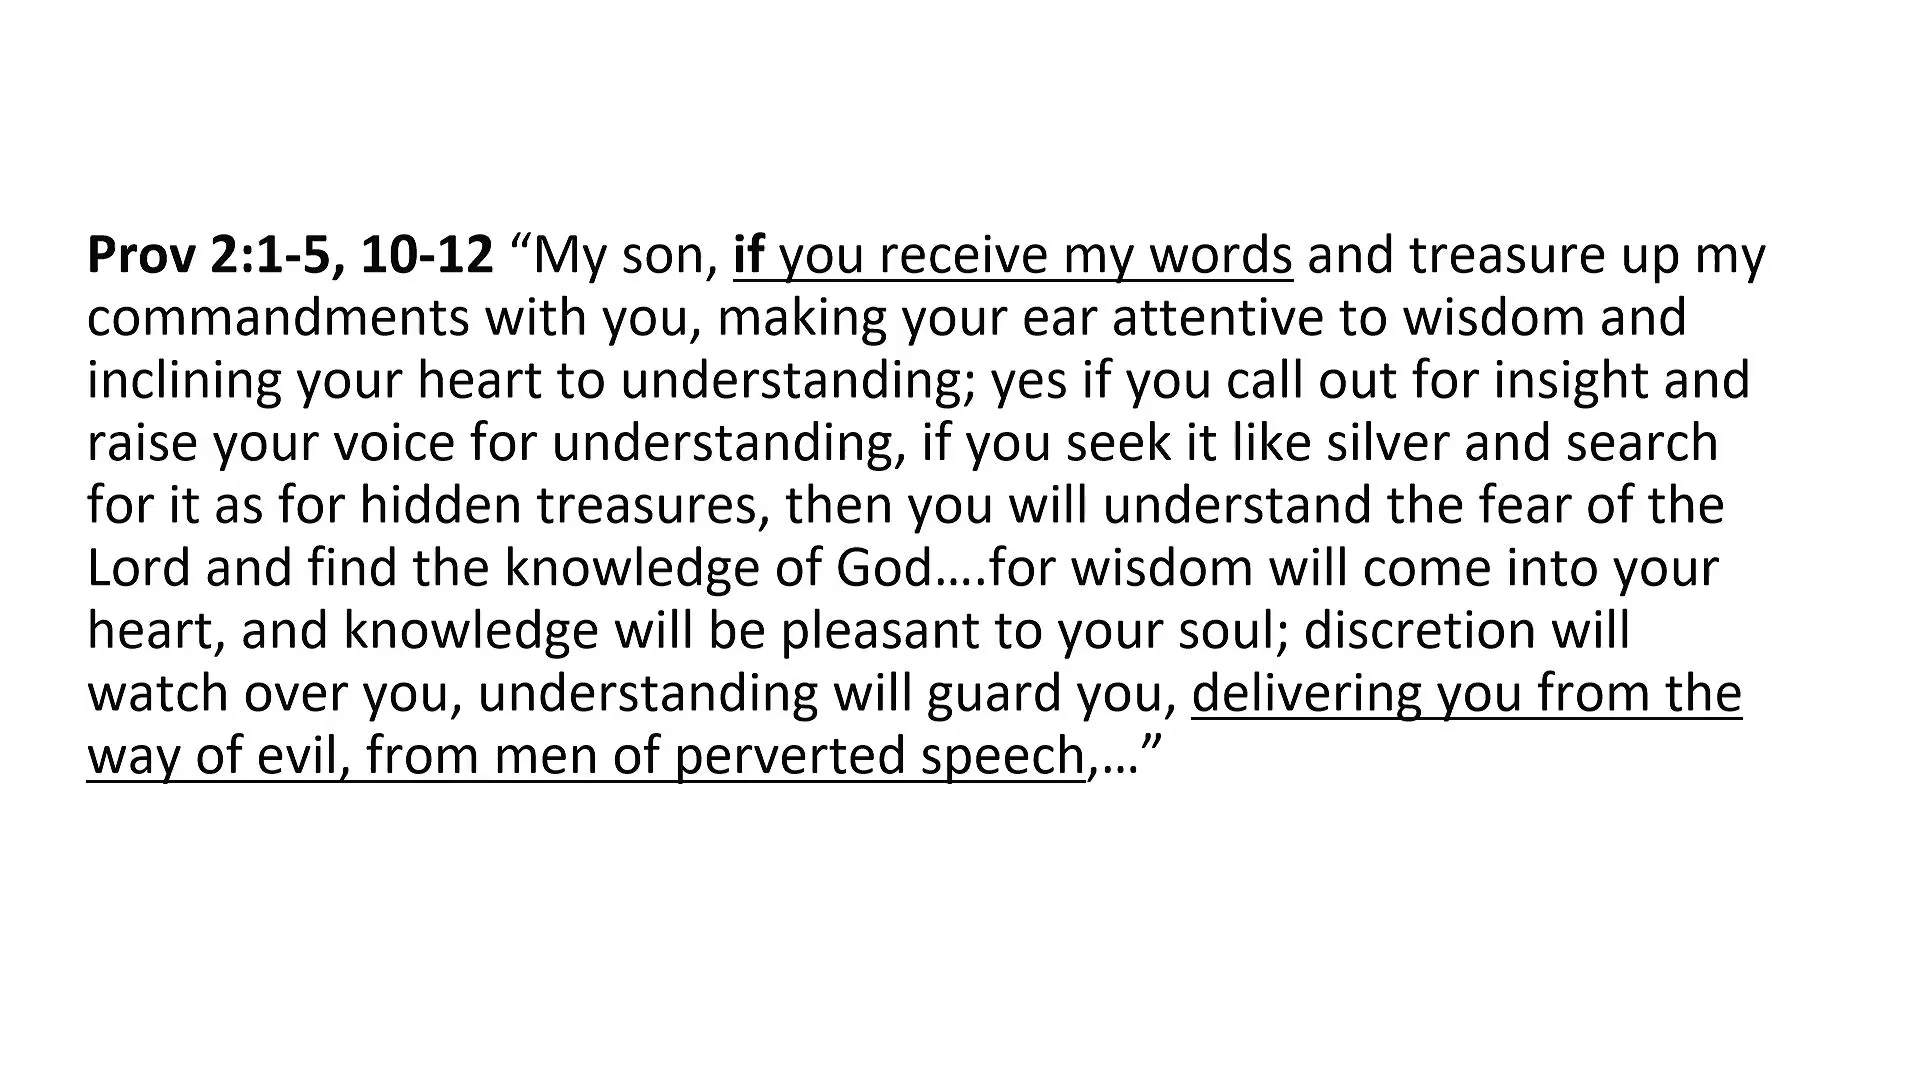 Prov 2:1-5, 10-12 “My son, if you receive my words and treasure up my
commandments with you, making your ear attentive to wisdom and
inclining your heart to understanding; yes if you call out for insight and
raise your voice for understanding, if you seek it like silver and search
for it as for hidden treasures, then you will understand the fear of the
Lord and find the knowledge of God….for wisdom will come into your
heart, and knowledge will be pleasant to your soul; discretion will
watch over you, understanding will guard you, delivering you from the
way of evil, from men of perverted speech,…”